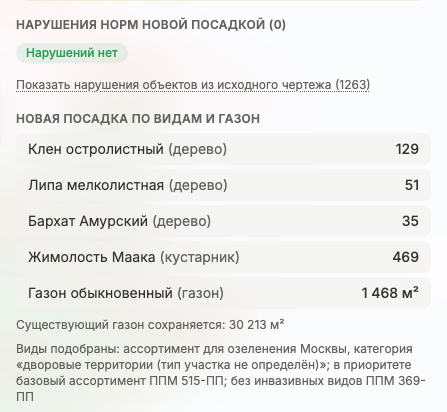 НАРУШЕНИЯ НОРМ НОВОЙ ПОСАДКОЙ (0)
Нарушений нет
Показать нарушения объектов из исходного чертежа (1263)
НОВАЯ ПОСАДКА ПО ВИДАМ И ГАЗОН
Клен остролистный (дерево) 129
Липа мелколистная (дерево) 51
Бархат Амурский (дерево) 35
Жимолость Маака (кустарник) 469
Газон обыкновенный (газон) 1 468 м²
Существующий газон сохраняется: 30 213 м²
Виды подобраны: ассортимент для озеленения Москвы, категория
«дворовые территории (тип участка не определён)»; в приоритете
базовый ассортимент ППМ 515-ПП; без инвазивных видов ППМ 369-
ПП